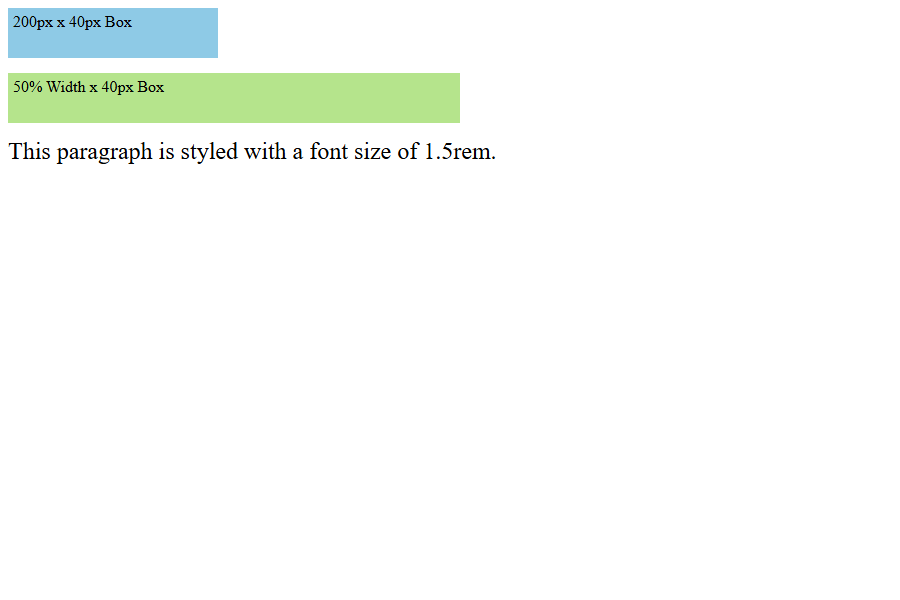 200px x 40px Box
50% Width x 40px Box
This paragraph is styled with a font size of 1.5rem.